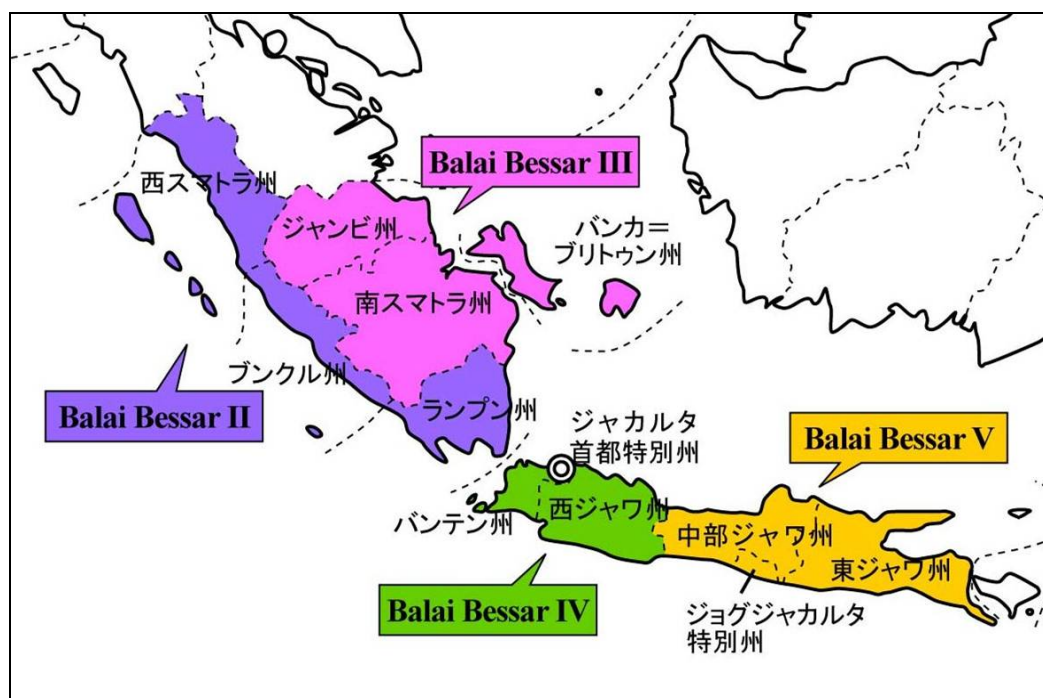 Balai Bessar III
西スマトラ州
ジャンビ州
バンカ＝
ブリトゥン州
南スマトラ州
ブンクル州
Balai Bessar II
ランプン州
ジャカルタ
首都特別州
Balai Bessar V
バンテン州
西ジャワ州
中部ジャワ州
東ジャワ州
Balai Bessar IV
ジョグジャカルタ
特別州